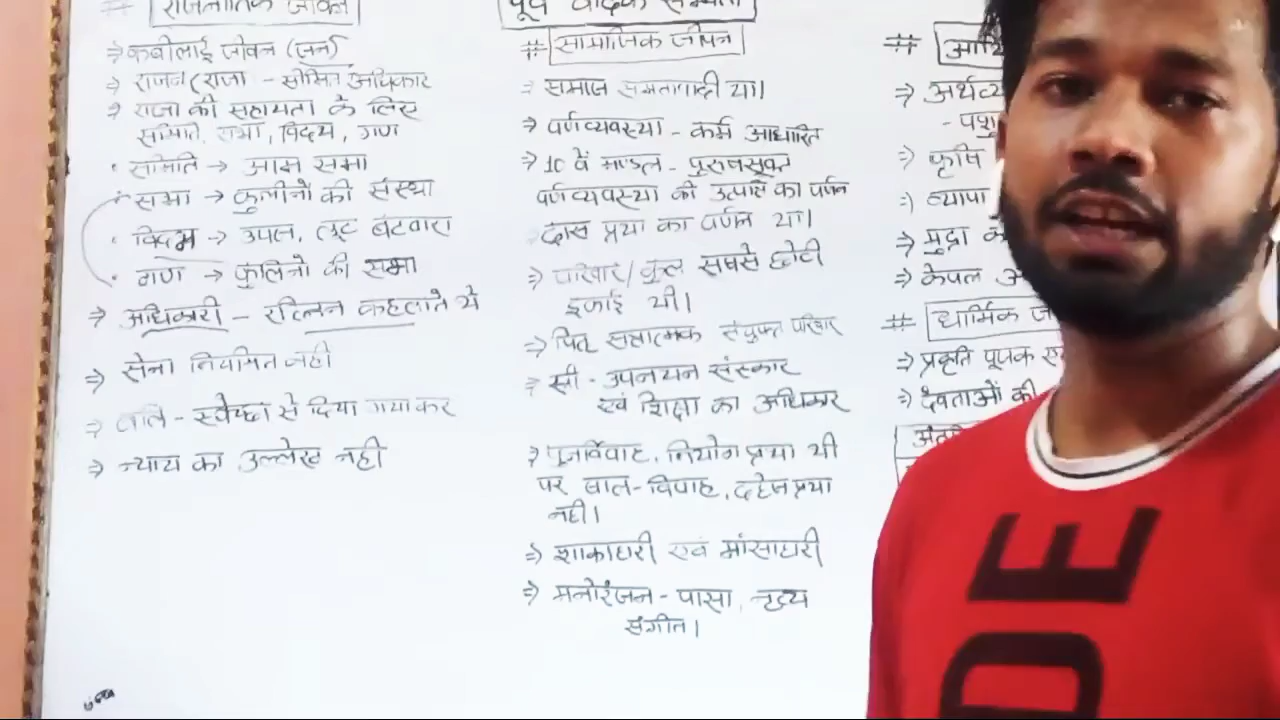 # राजनीतिक जीवन
⇒ कबीलाई जीवन (जन)
⇒ राजन (राजा - सीमित अधिकार
⇒ राजा की सहायता के लिए
समिति, सभा, विदथ, गण
• समिति → आम सभा
• सभा → कुलीनों की संस्था
• विदथ → उपज, लूट बंटवारा
• गण → कुलिनो की सभा
⇒ अधिकारी - रत्निन कहलाते थे
⇒ सेना नियमित नही
⇒ बलि - स्वेच्छा से दिया गया कर
⇒ न्याय का उल्लेख नही
पूर्व वैदिक सभ्यता
# सामाजिक जीवन
⇒ समाज समतावादी था।
⇒ वर्णव्यवस्था - कर्म आधारित
⇒ 10 वें मण्डल - पुरुषसूक्त
वर्णव्यवस्था की उत्पति का वर्णन
दास प्रथा का वर्णन था।
⇒ परिवार/कुल सबसे छोटी
इकाई थी।
⇒ पितृ सत्तात्मक संयुक्त परिवार
⇒ स्त्री - उपनयन संस्कार
एवं शिक्षा का अधिकार
⇒ पुनर्विवाह, नियोग प्रथा थी
पर बाल-विवाह, दहेज प्रथा
नही।
⇒ शाकाहारी एवं मांसाहारी
⇒ मनोरंजन - पासा, नृत्य
संगीत।
#
⇒
-
⇒ कृषि
⇒
⇒ मुद्रा
⇒ केवल
# धार्मिक
⇒ प्रकृति पूजक
⇒ देवताओं की
DE